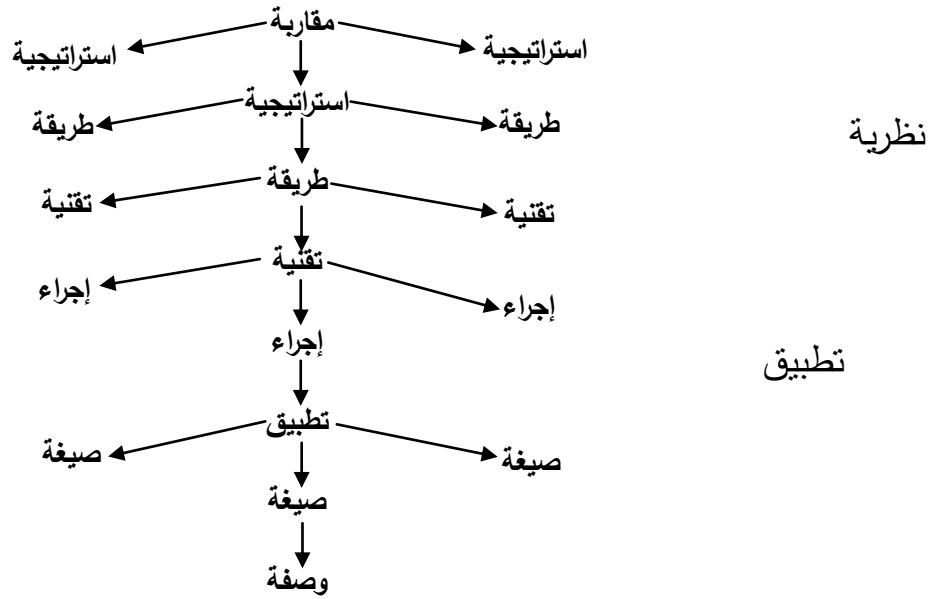 مقاربة
استراتيجية
استراتيجية
استراتيجية
طريقة
طريقة
نظرية
طريقة
تقنية
تقنية
تقنية
إجراء
إجراء
إجراء
تطبيق
تطبيق
صيغة
صيغة
صيغة
وصفة